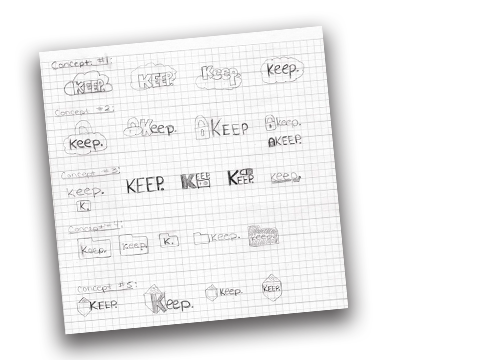 Concept #1:
KEEP. KEEP. Keep. Keep.
Concept #2:
Keep. Keep. KEEP Keep.
KEEP.
Concept #3:
Keep. KEEP. KEEP KEEP. Keep.
K.
Concept #4:
Keep. Keep. K. Keep.
Concept #5:
KEEP. Keep. Keep. KEEP